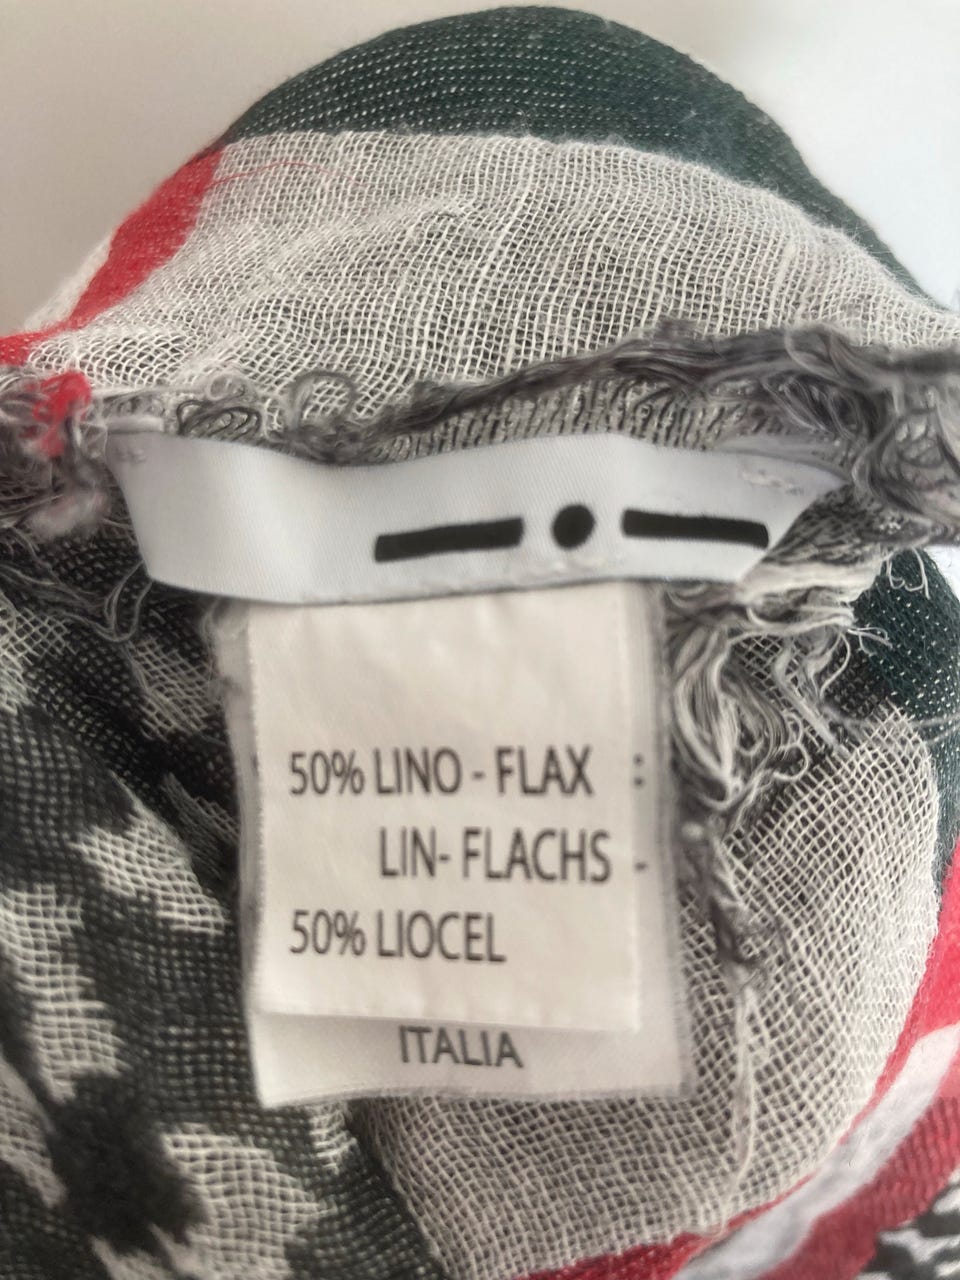 50% LINO - FLAX
LIN- FLACHS
50% LIOCEL
ITALIA